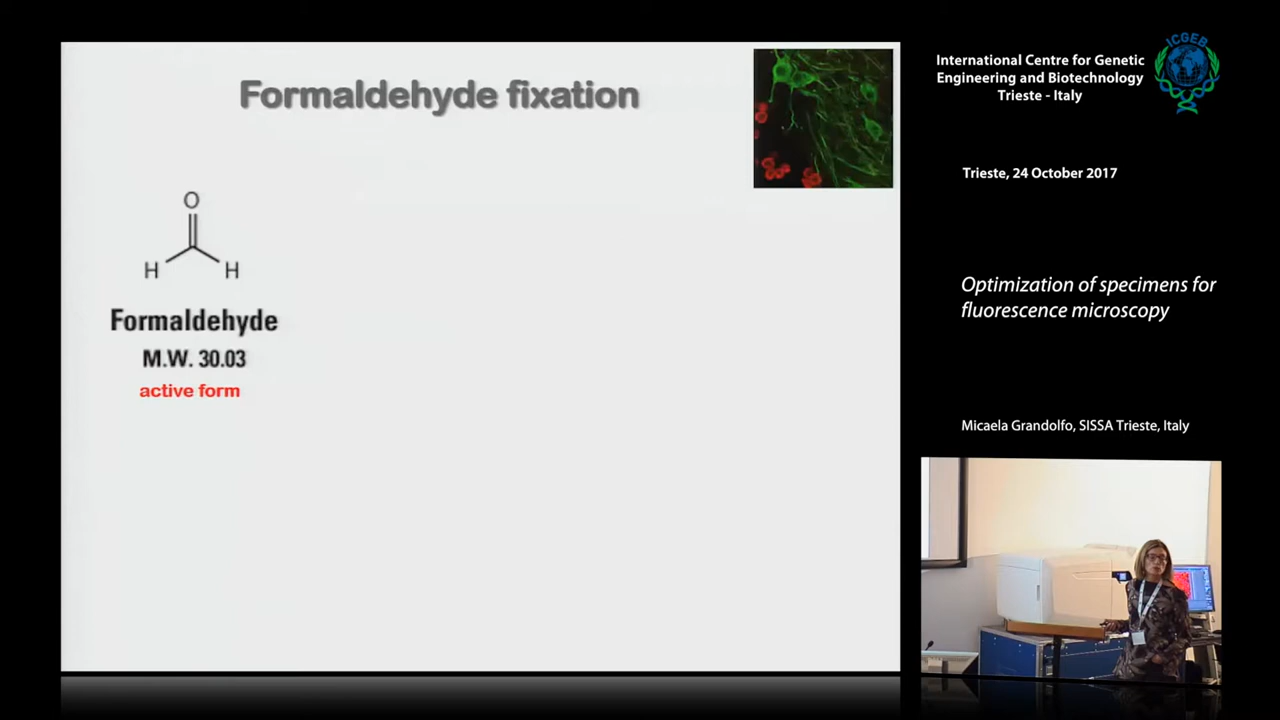 Formaldehyde fixation
O
H H
Formaldehyde
M.W. 30.03
active form
International Centre for Genetic
Engineering and Biotechnology
Trieste - Italy
ICGEB
Trieste, 24 October 2017
Optimization of specimens for
fluorescence microscopy
Micaela Grandolfo, SISSA Trieste, Italy